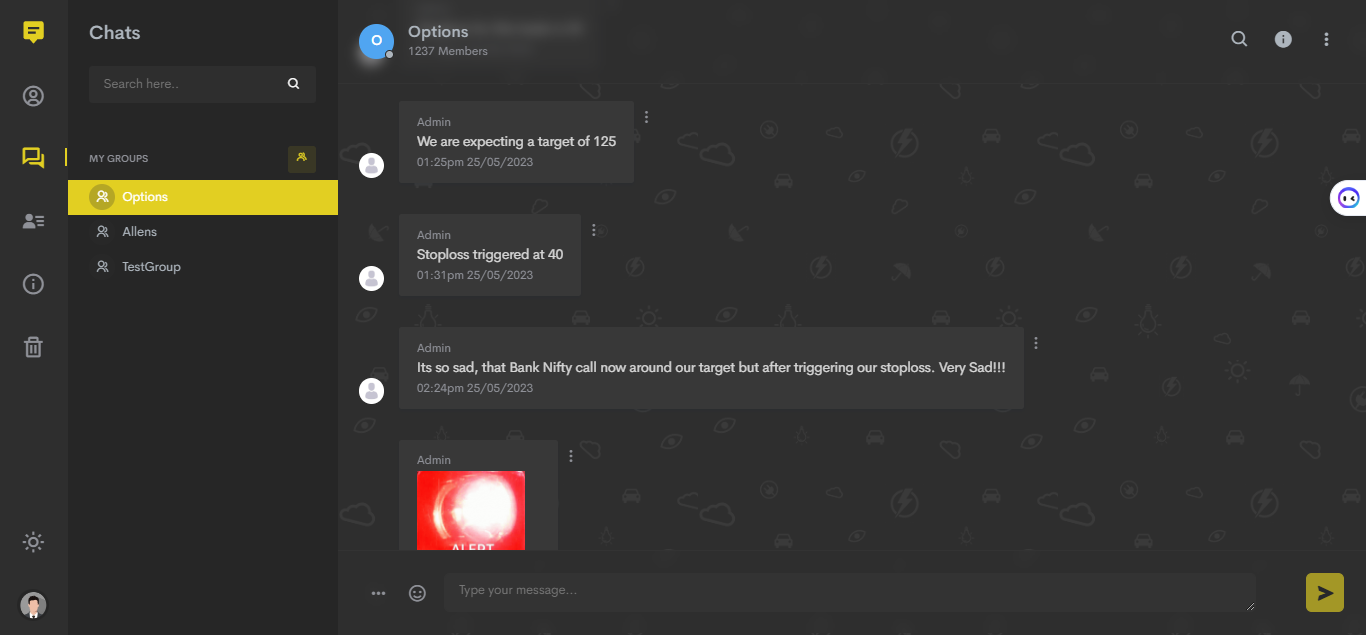 Chats
Search here..
MY GROUPS
Options
Allens
TestGroup
O
Options
1237 Members
Admin
We are expecting a target of 125
01:25pm 25/05/2023
Admin
Stoploss triggered at 40
01:31pm 25/05/2023
Admin
Its so sad, that Bank Nifty call now around our target but after triggering our stoploss. Very Sad!!!
02:24pm 25/05/2023
Admin
ALERT
Type your message...